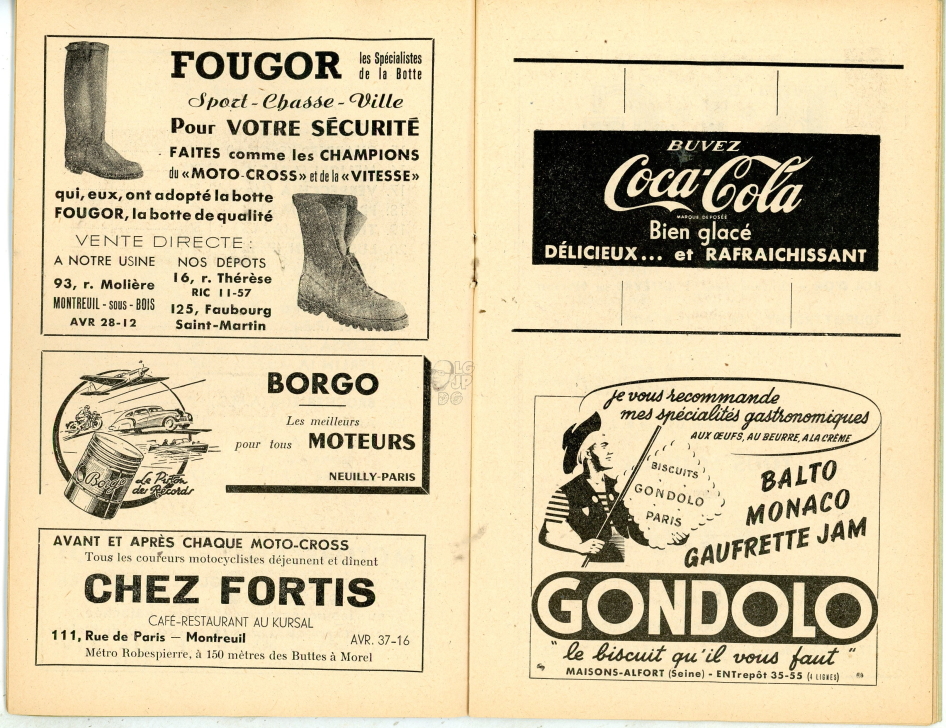 FOUGOR
les Spécialistes
de la Botte
Sport - Chasse - Ville
Pour VOTRE SÉCURITÉ
FAITES comme les CHAMPIONS
du «MOTO-CROSS» et de la «VITESSE»
qui, eux, ont adopté la botte
FOUGOR, la botte de qualité
VENTE DIRECTE :
A NOTRE USINE
93, r. Molière
MONTREUIL - sous - BOIS
AVR 28-12
NOS DÉPOTS
16, r. Thérèse
RIC 11-57
125, Faubourg
Saint-Martin
BORGO
Les meilleurs
pour tous MOTEURS
NEUILLY-PARIS
Borgo
Le Piston
des Records
AVANT ET APRÈS CHAQUE MOTO-CROSS
Tous les coureurs motocyclistes déjeunent et dînent
CHEZ FORTIS
CAFÉ-RESTAURANT AU KURSAL
111, Rue de Paris — Montreuil
AVR. 37-16
Métro Robespierre, à 150 mètres des Buttes à Morel
BUVEZ
Coca-Cola
MARQUE DÉPOSÉE
Bien glacé
DÉLICIEUX... et RAFRAICHISSANT
je vous recommande
mes spécialités gastronomiques
AUX ŒUFS, AU BEURRE, A LA CRÈME
BISCUITS
GONDOLO
PARIS
BALTO
MONACO
GAUFRETTE JAM
GONDOLO
"le biscuit qu'il vous faut"
MAISONS-ALFORT (Seine) - ENTrepôt 35-55 (4 LIGNES)